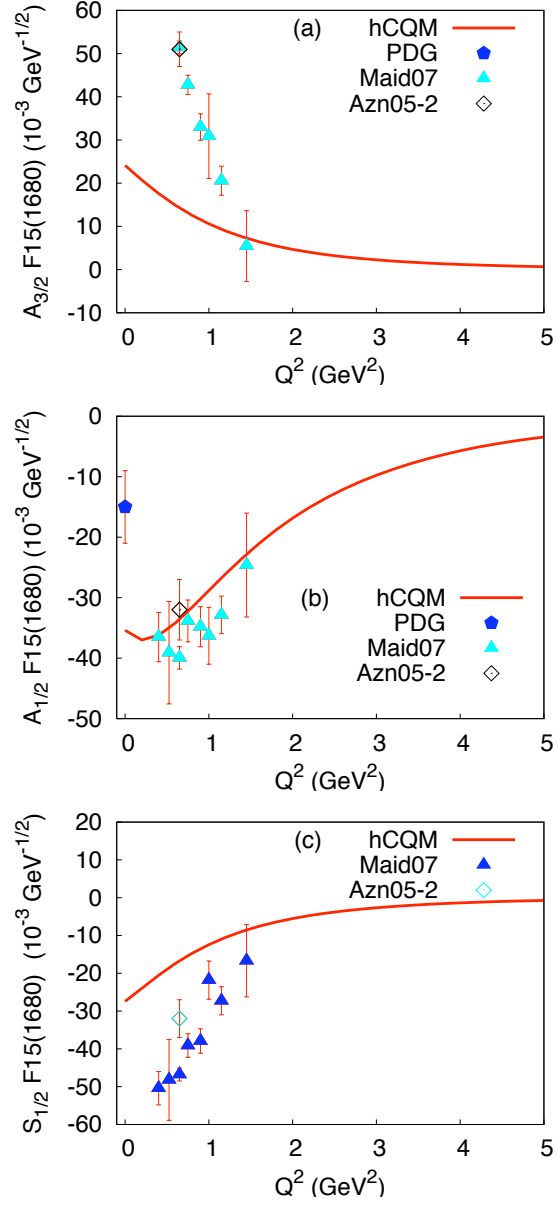 60
50
40
30
20
10
0
-10
A3/2 F15(1680) (10-3 GeV-1/2)
(a)
hCQM
PDG
Maid07
Azn05-2
0 1 2 3 4 5
Q2 (GeV2)
0
-10
-20
-30
-40
-50
A1/2 F15(1680) (10-3 GeV-1/2)
(b)
hCQM
PDG
Maid07
Azn05-2
0 1 2 3 4 5
Q2 (GeV2)
20
10
0
-10
-20
-30
-40
-50
-60
S1/2 F15(1680) (10-3 GeV-1/2)
(c)
hCQM
Maid07
Azn05-2
0 1 2 3 4 5
Q2 (GeV2)